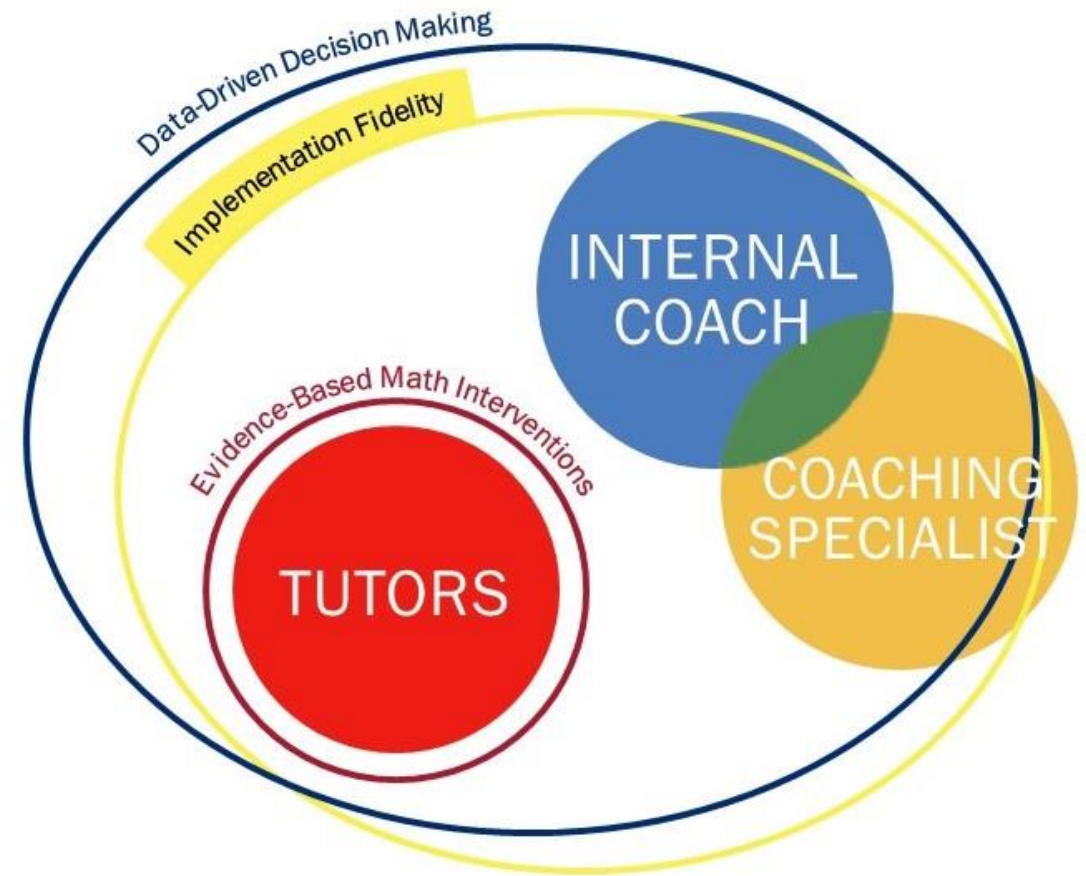 Data-Driven Decision Making
Implementation Fidelity
INTERNAL
COACH
Evidence-Based Math Interventions
COACHING
SPECIALIST
TUTORS